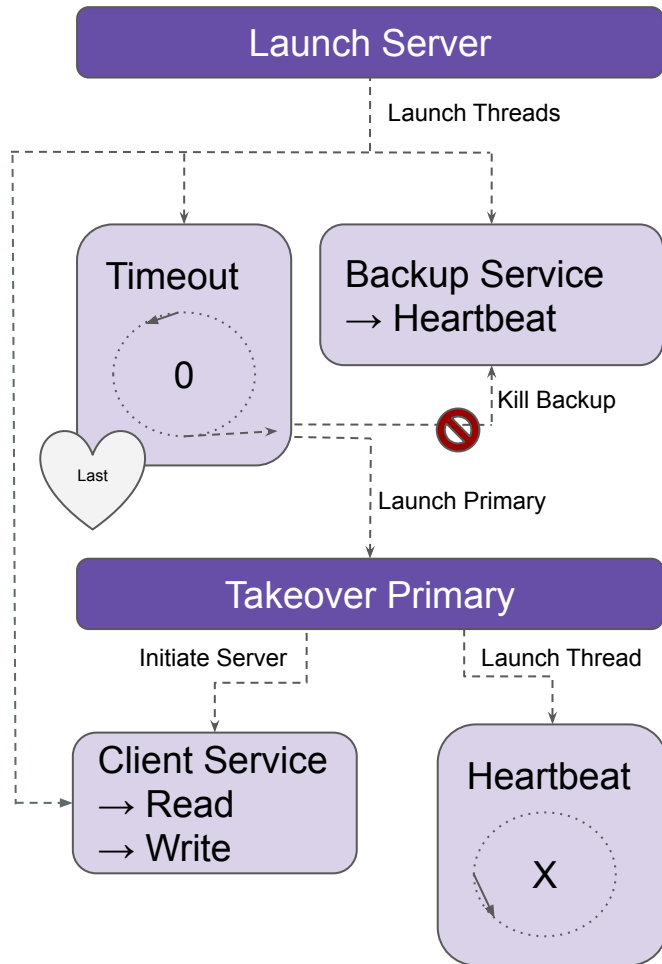 Launch Server
Launch Threads
Timeout
0
Last
Backup Service
→ Heartbeat
Kill Backup
Launch Primary
Takeover Primary
Initiate Server
Launch Thread
Client Service
→ Read
→ Write
Heartbeat
X